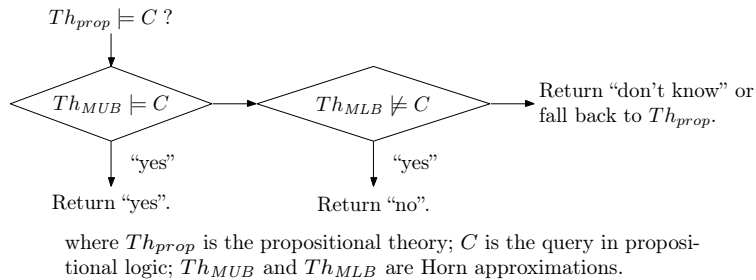 Th_prop ⊨ C ?
Th_MUB ⊨ C
Th_MLB ⊭ C
Return “don’t know” or
fall back to Th_prop.
“yes”
“yes”
Return “yes”.
Return “no”.
where Th_prop is the propositional theory; C is the query in proposi-
tional logic; Th_MUB and Th_MLB are Horn approximations.